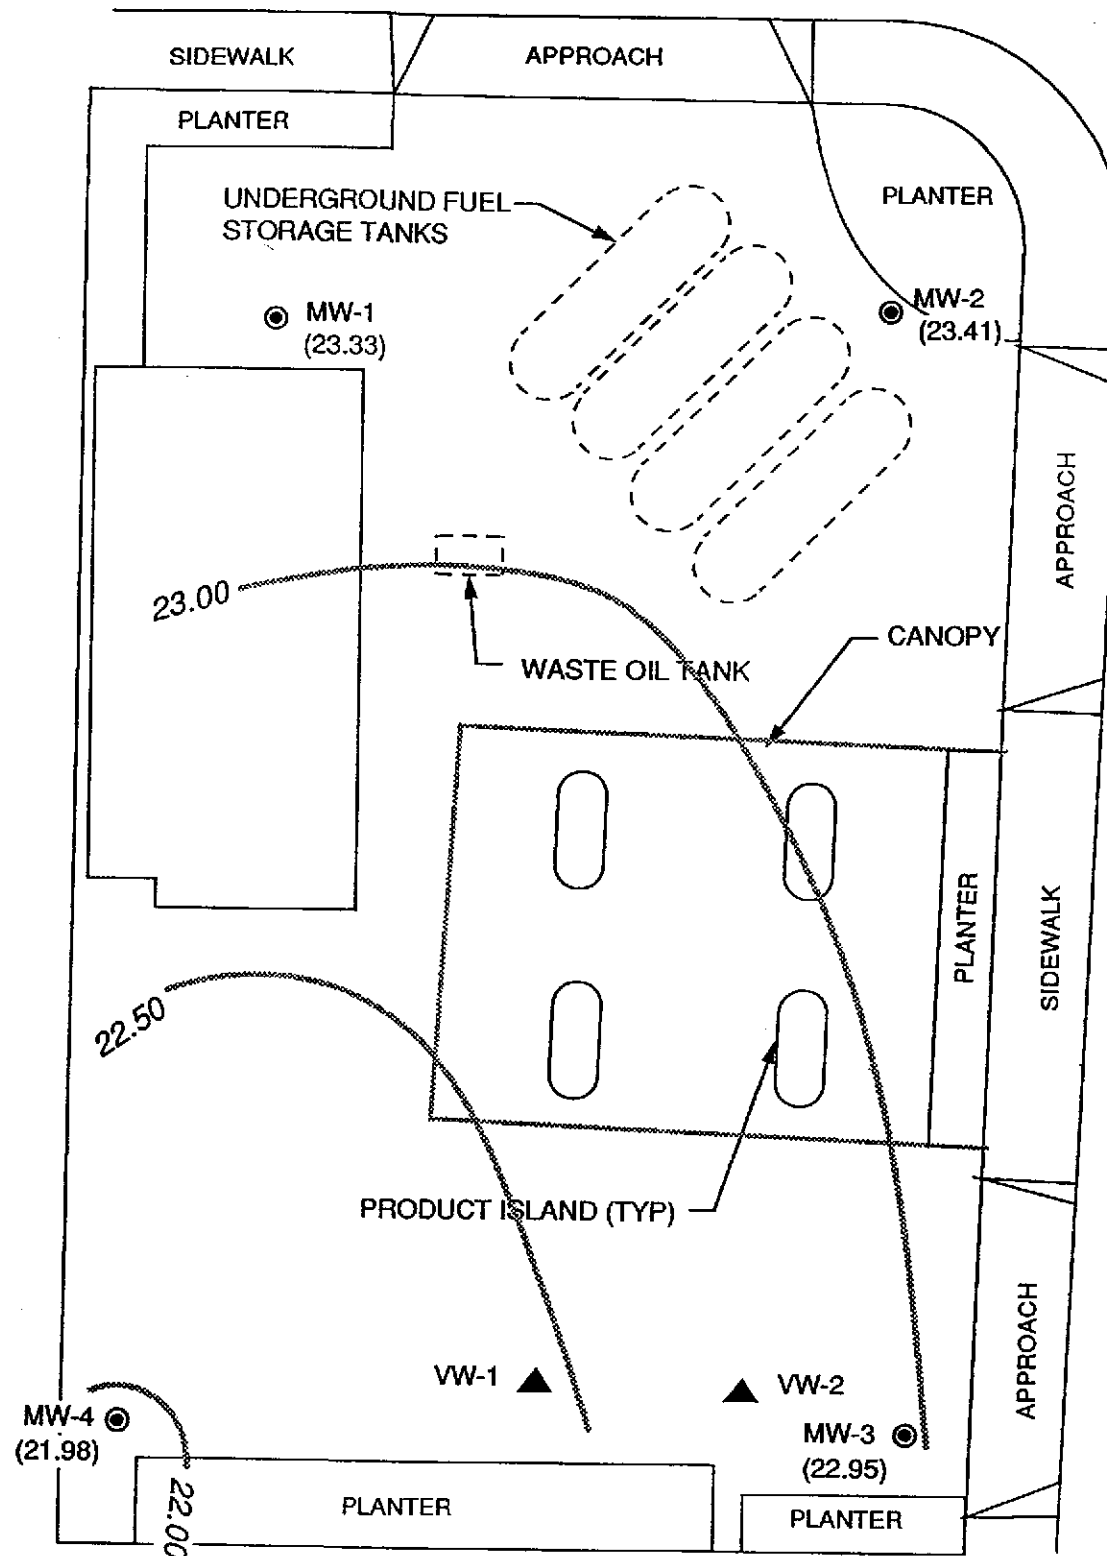 SIDEWALK
APPROACH
PLANTER
UNDERGROUND FUEL
STORAGE TANKS
PLANTER
MW-1
(23.33)
MW-2
(23.41)
APPROACH
23.00
WASTE OIL TANK
CANOPY
PLANTER
SIDEWALK
22.50
PRODUCT ISLAND (TYP)
APPROACH
VW-1
VW-2
MW-4
(21.98)
MW-3
(22.95)
22.00
PLANTER
PLANTER